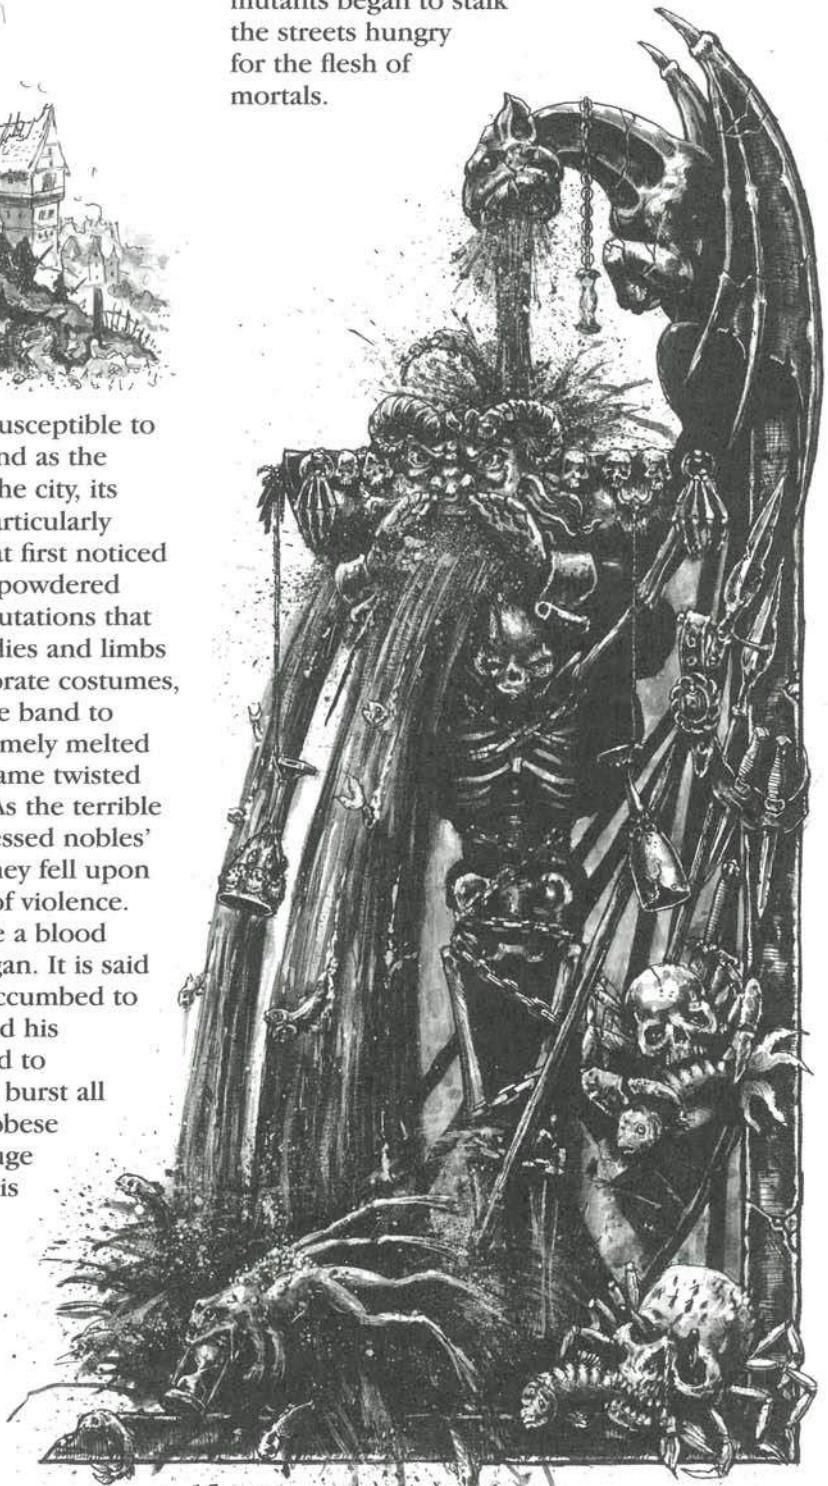 usceptible to
nd as the
he city, its
articularly
at first noticed
powdered
utations that
dies and limbs
orate costumes,
e band to
mely melted
ame twisted
As the terrible
essed nobles'
hey fell upon
of violence.
e a blood
gan. It is said
ccumbed to
d his
d to
burst all
obese
uge
is
mutants began to stalk
the streets hungry
for the flesh of
mortals.